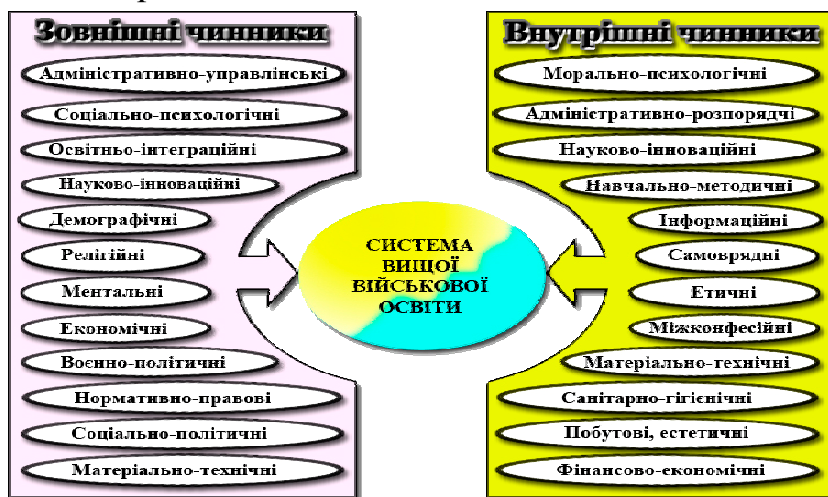 Зовнішні чинники
Адміністративно-управлінські
Соціально-психологічні
Освітньо-інтеграційні
Науково-інноваційні
Демографічні
Релігійні
Ментальні
Економічні
Воєнно-політичні
Нормативно-правові
Соціально-політичні
Матеріально-технічні
СИСТЕМА
ВИЩОЇ
ВІЙСЬКОВОЇ
ОСВІТИ
Внутрішні чинники
Морально-психологічні
Адміністративно-розпорядчі
Науково-інноваційні
Навчально-методичні
Інформаційні
Самоврядні
Етичні
Міжконфесійні
Матеріально-технічні
Санітарно-гігієнічні
Побутові, естетичні
Фінансово-економічні